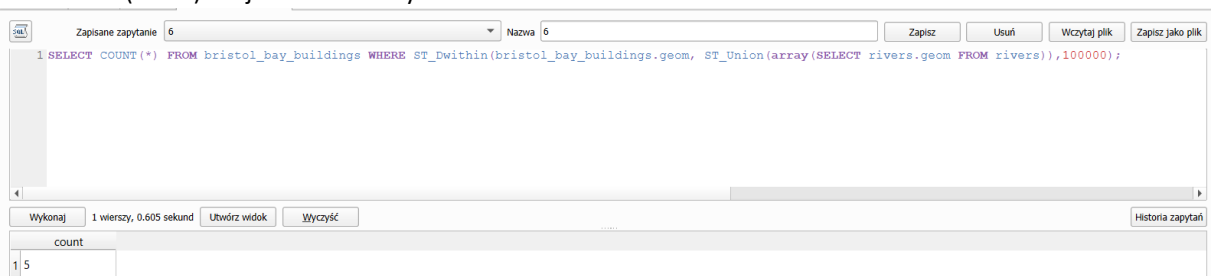 SQL
Zapisane zapytanie 6 Nazwa 6 Zapisz Usuń Wczytaj plik Zapisz jako plik
1 SELECT COUNT(*) FROM bristol_bay_buildings WHERE ST_Dwithin(bristol_bay_buildings.geom, ST_Union(array(SELECT rivers.geom FROM rivers)),100000);
Wykonaj 1 wierszy, 0.605 sekund Utwórz widok Wyczyść Historia zapytań
count
1 5